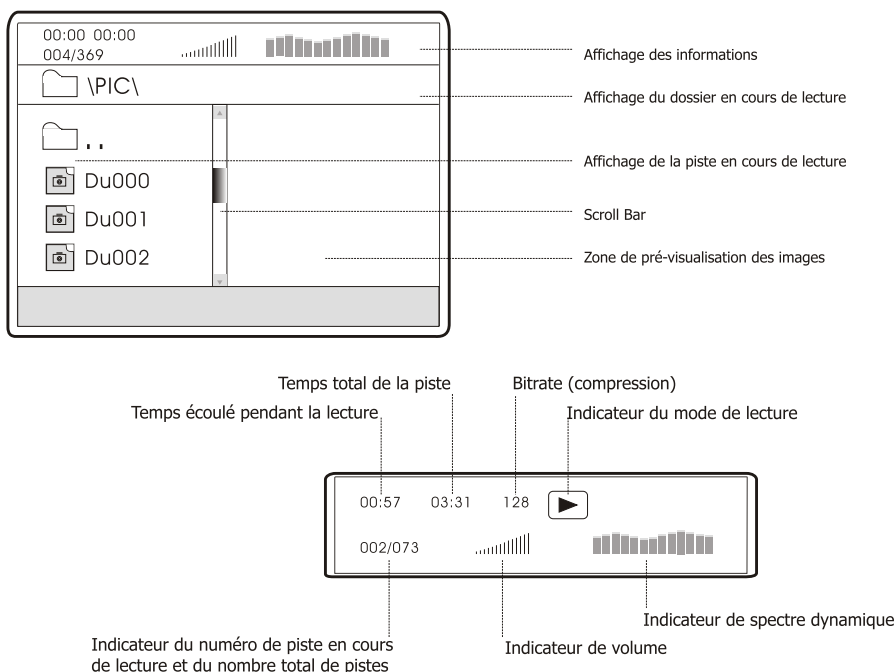 00:00 00:00
004/369
Affichage des informations
\PIC\
Affichage du dossier en cours de lecture
. .
Affichage de la piste en cours de lecture
Du000
Du001
Scroll Bar
Du002
Zone de pré-visualisation des images
Temps total de la piste
Bitrate (compression)
Temps écoulé pendant la lecture
Indicateur du mode de lecture
00:57 03:31 128
002/073
Indicateur de spectre dynamique
Indicateur du numéro de piste en cours
de lecture et du nombre total de pistes
Indicateur de volume